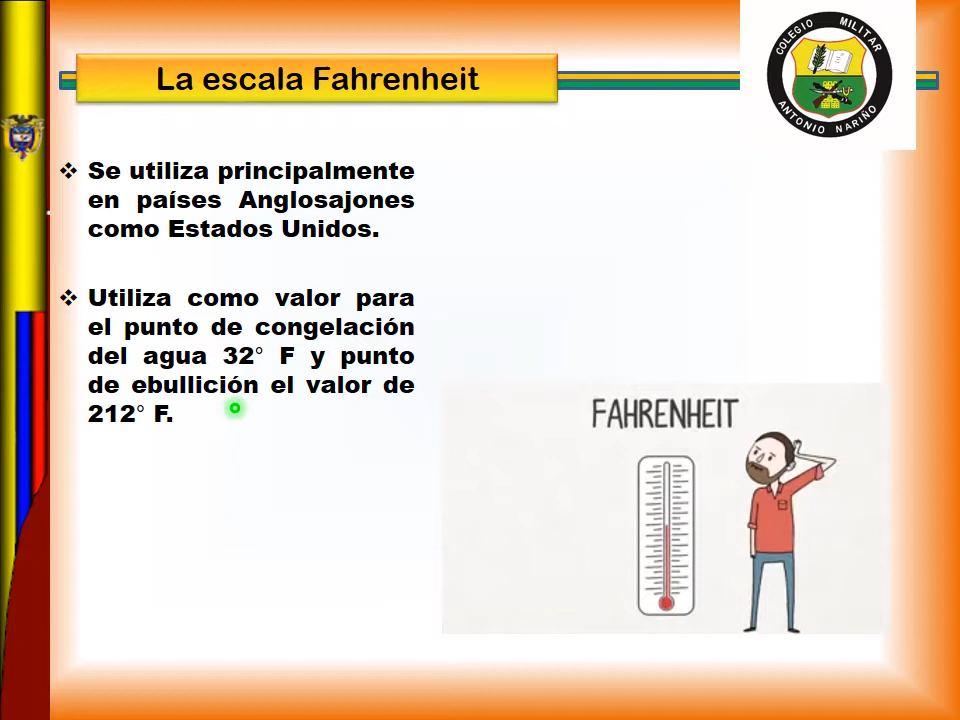 La escala Fahrenheit
COLEGIO MILITAR
ANTONIO NARIÑO
❖ Se utiliza principalmente
en países Anglosajones
como Estados Unidos.
❖ Utiliza como valor para
el punto de congelación
del agua 32° F y punto
de ebullición el valor de
212° F.
FAHRENHEIT